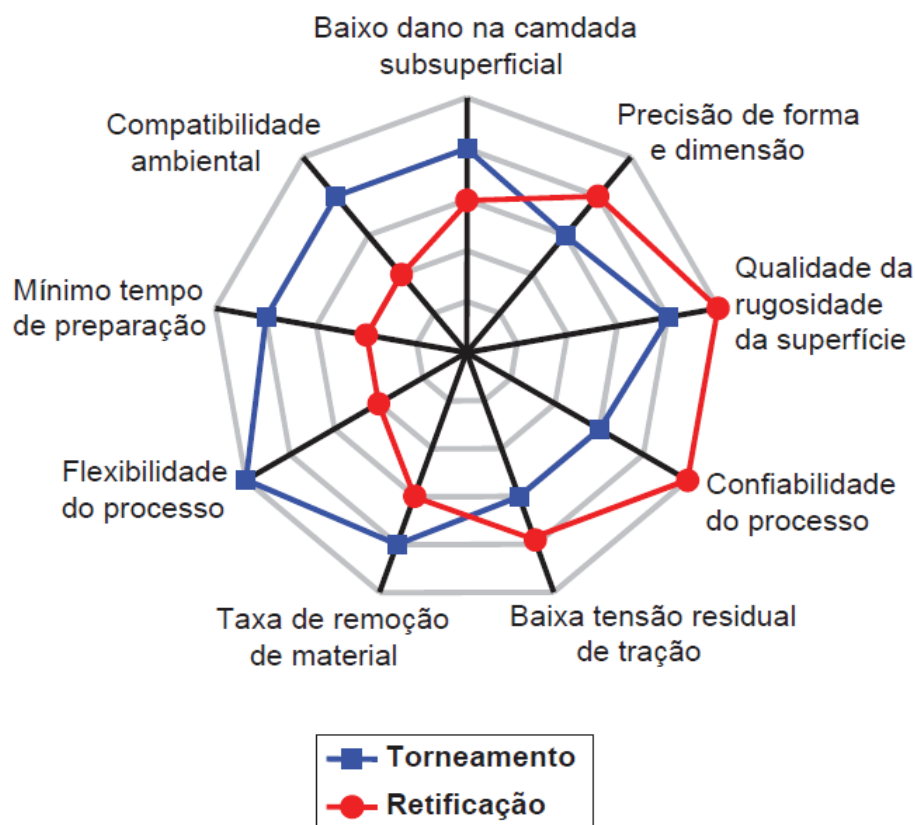 Baixo dano na camdada
subsuperficial
Precisão de forma
e dimensão
Qualidade da
rugosidade
da superfície
Confiabilidade
do processo
Baixa tensão residual
de tração
Taxa de remoção
de material
Flexibilidade
do processo
Mínimo tempo
de preparação
Compatibilidade
ambiental
Torneamento
Retificação